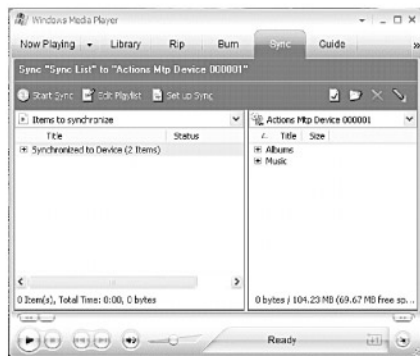 Windows Media Player
Now Playing Library Rip Burn Sync Guide »
Sync "Sync List" to "Actions Mtp Device 000001"
Start Sync Edit Playlist Set up Sync
Items to synchronize
Title Status
Synchronized to Device (2 Items)
0 Item(s), Total Time: 0:00, 0 bytes
Actions Mtp Device 000001
Title Size
Albums
Music
0 bytes / 104.23 MB (69.67 MB free sp...
Ready